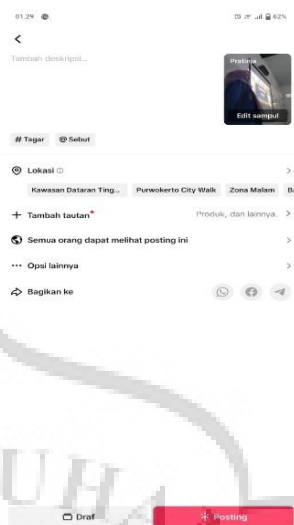 01.29
62%
Tambah deskripsi...
Pratinjau
Edit sampul
# Tagar @ Sebut
Lokasi
Kawasan Dataran Ting... Purwokerto City Walk Zona Malam
+ Tambah tautan* Produk, dan lainnya. >
Semua orang dapat melihat posting ini >
Opsi lainnya >
Bagikan ke
Draf Posting